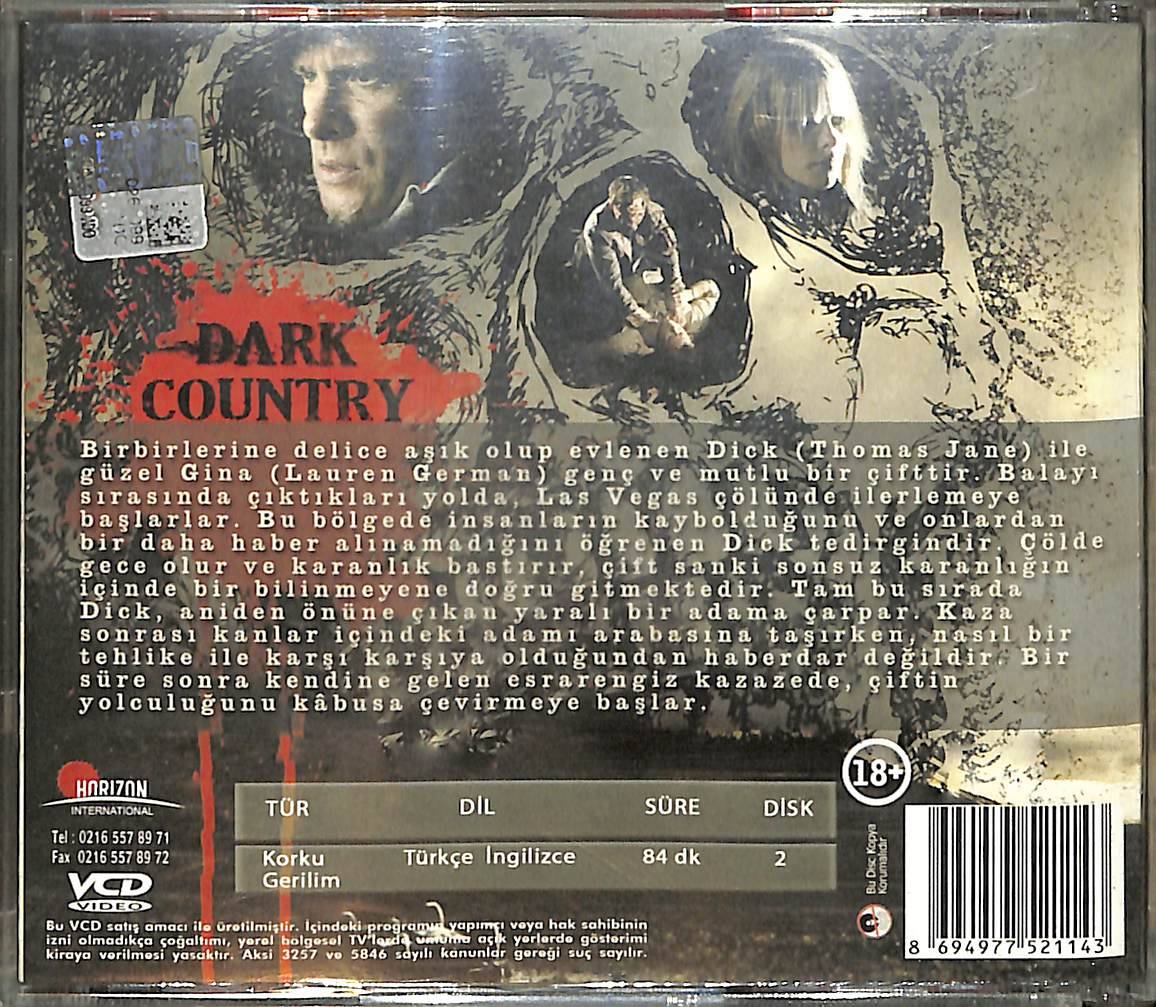 DARK
COUNTRY
Birbirlerine delice aşık olup evlenen Dick (Thomas Jane) ile
güzel Gina (Lauren German) genç ve mutlu bir çifttir. Balayı
sırasında çıktıkları yolda, Las Vegas çölünde ilerlemeye
başlarlar. Bu bölgede insanların kaybolduğunu ve onlardan
bir daha haber alınamadığını öğrenen Dick tedirgindir. Çölde
gece olur ve karanlık bastırır, çift sanki sonsuz karanlığın
içinde bir bilinmeyene doğru gitmektedir. Tam bu sırada
Dick, aniden önüne çıkan yaralı bir adama çarpar. Kaza
sonrası kanlar içindeki adamı arabasına taşırken, nasıl bir
tehlike ile karşı karşıya olduğundan haberdar değildir. Bir
süre sonra kendine gelen esrarengiz kazazede, çiftin
yolculuğunu kâbusa çevirmeye başlar.
18+
HORIZON
INTERNATIONAL
Tel : 0216 557 89 71
Fax 0216 557 89 72
VCD
VIDEO
TÜR DİL SÜRE DİSK
Korku Türkçe İngilizce 84 dk 2
Gerilim
Bu Disc Kopya
Korumalıdır
Bu VCD satış amacı ile üretilmiştir. İçindeki programın yapımcı veya hak sahibinin
izni olmadıkça çoğaltımı, yerel bölgesel TV'lerde umuma açık yerlerde gösterimi
kiraya verilmesi yasaktır. Aksi 3257 ve 5846 sayılı kanunlar gereği suç sayılır.
8 694977 521143